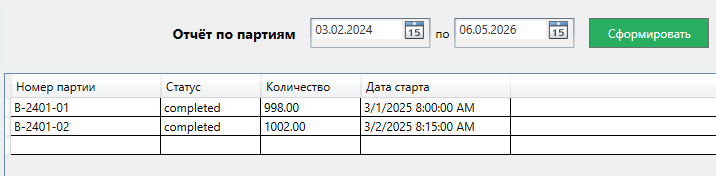 Отчёт по партиям 03.02.2024 15 по 06.05.2026 15 Сформировать
Номер партии Статус Количество Дата старта
B-2401-01 completed 998.00 3/1/2025 8:00:00 AM
B-2401-02 completed 1002.00 3/2/2025 8:15:00 AM